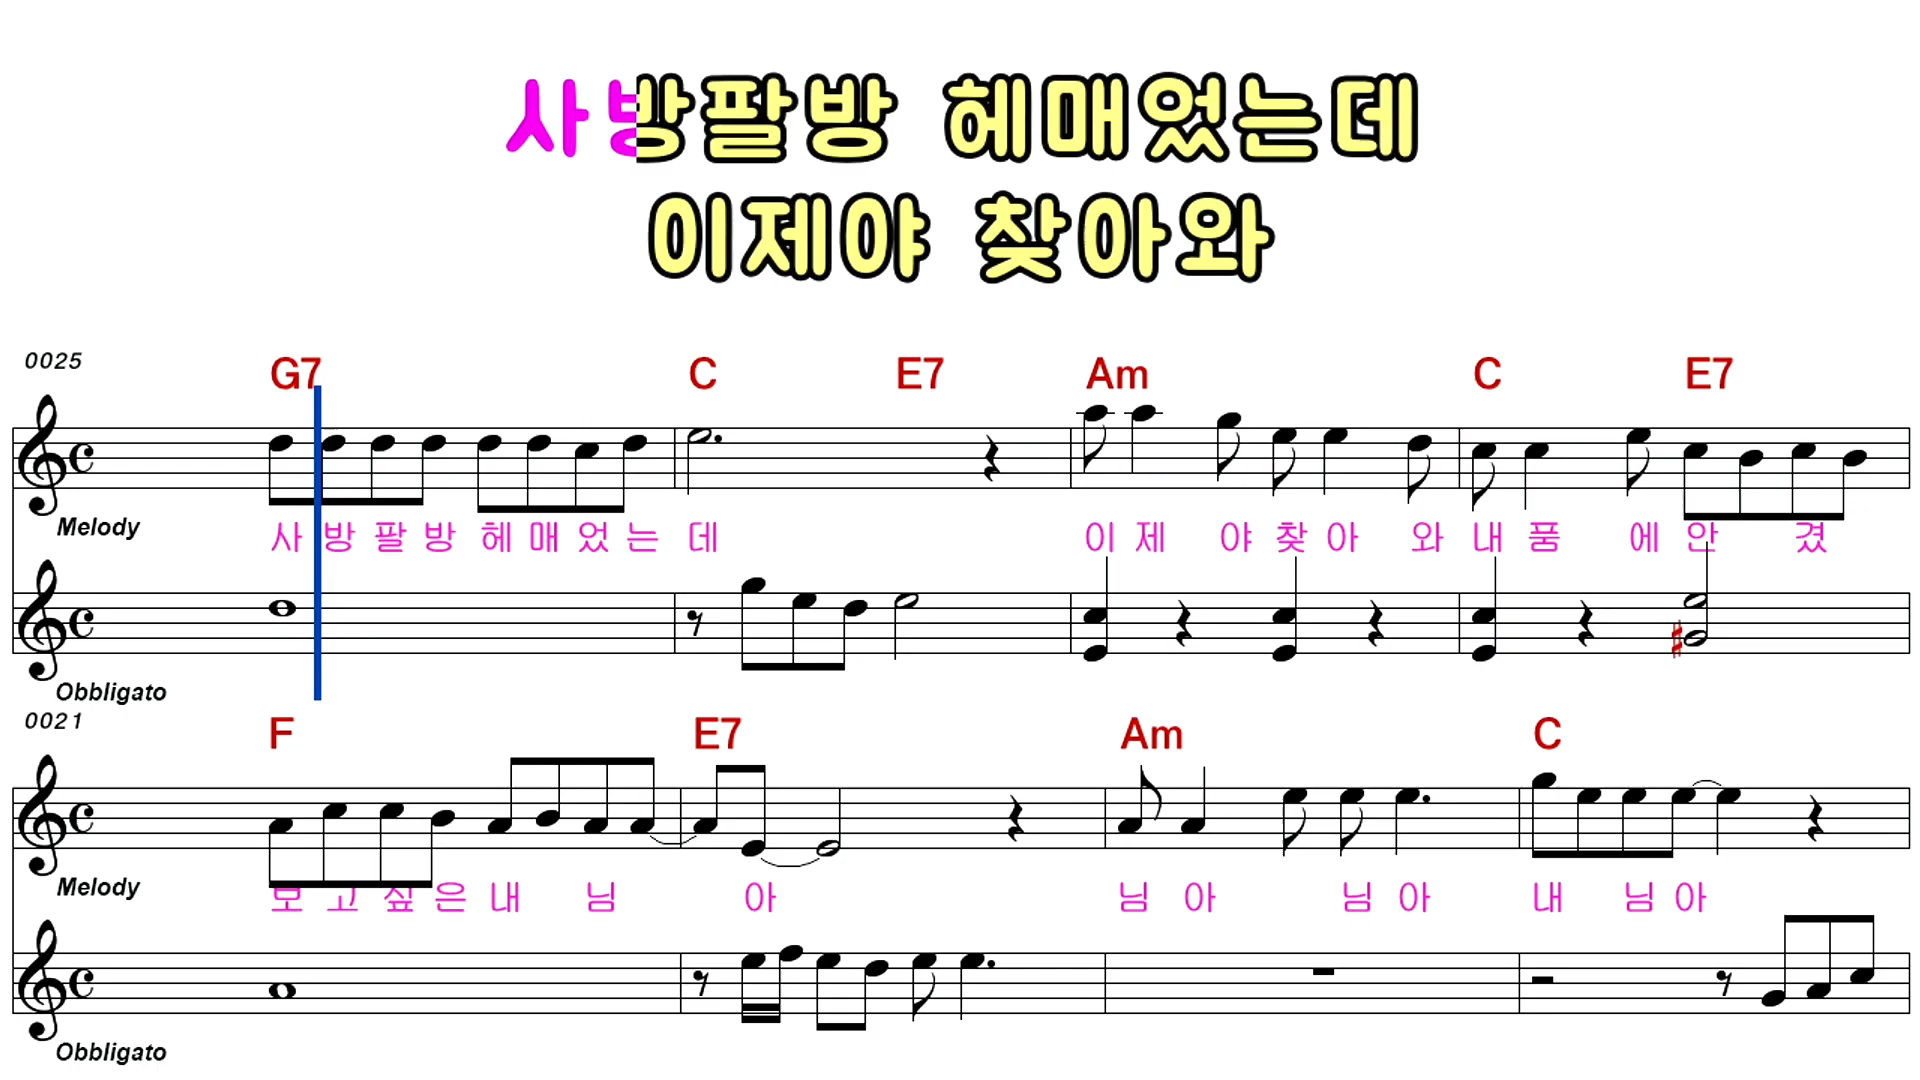 사방팔방 헤매었는데
이제야 찾아와
0025
G7 C E7 Am C E7
Melody
사 방 팔 방 헤 매 었 는 데 이 제 야 찾 아 와 내 품 에 안 겼
Obbligato
0021
F E7 Am C
Melody
보 고 싶 은 내 님 아 님 아 님 아 내 님 아
Obbligato